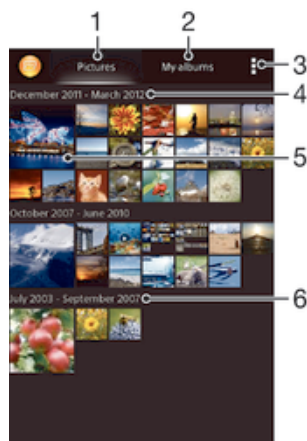 1
2
Pictures
My albums
3
December 2011 - March 2012
4
5
October 2007 - June 2010
July 2003 - September 2007
6